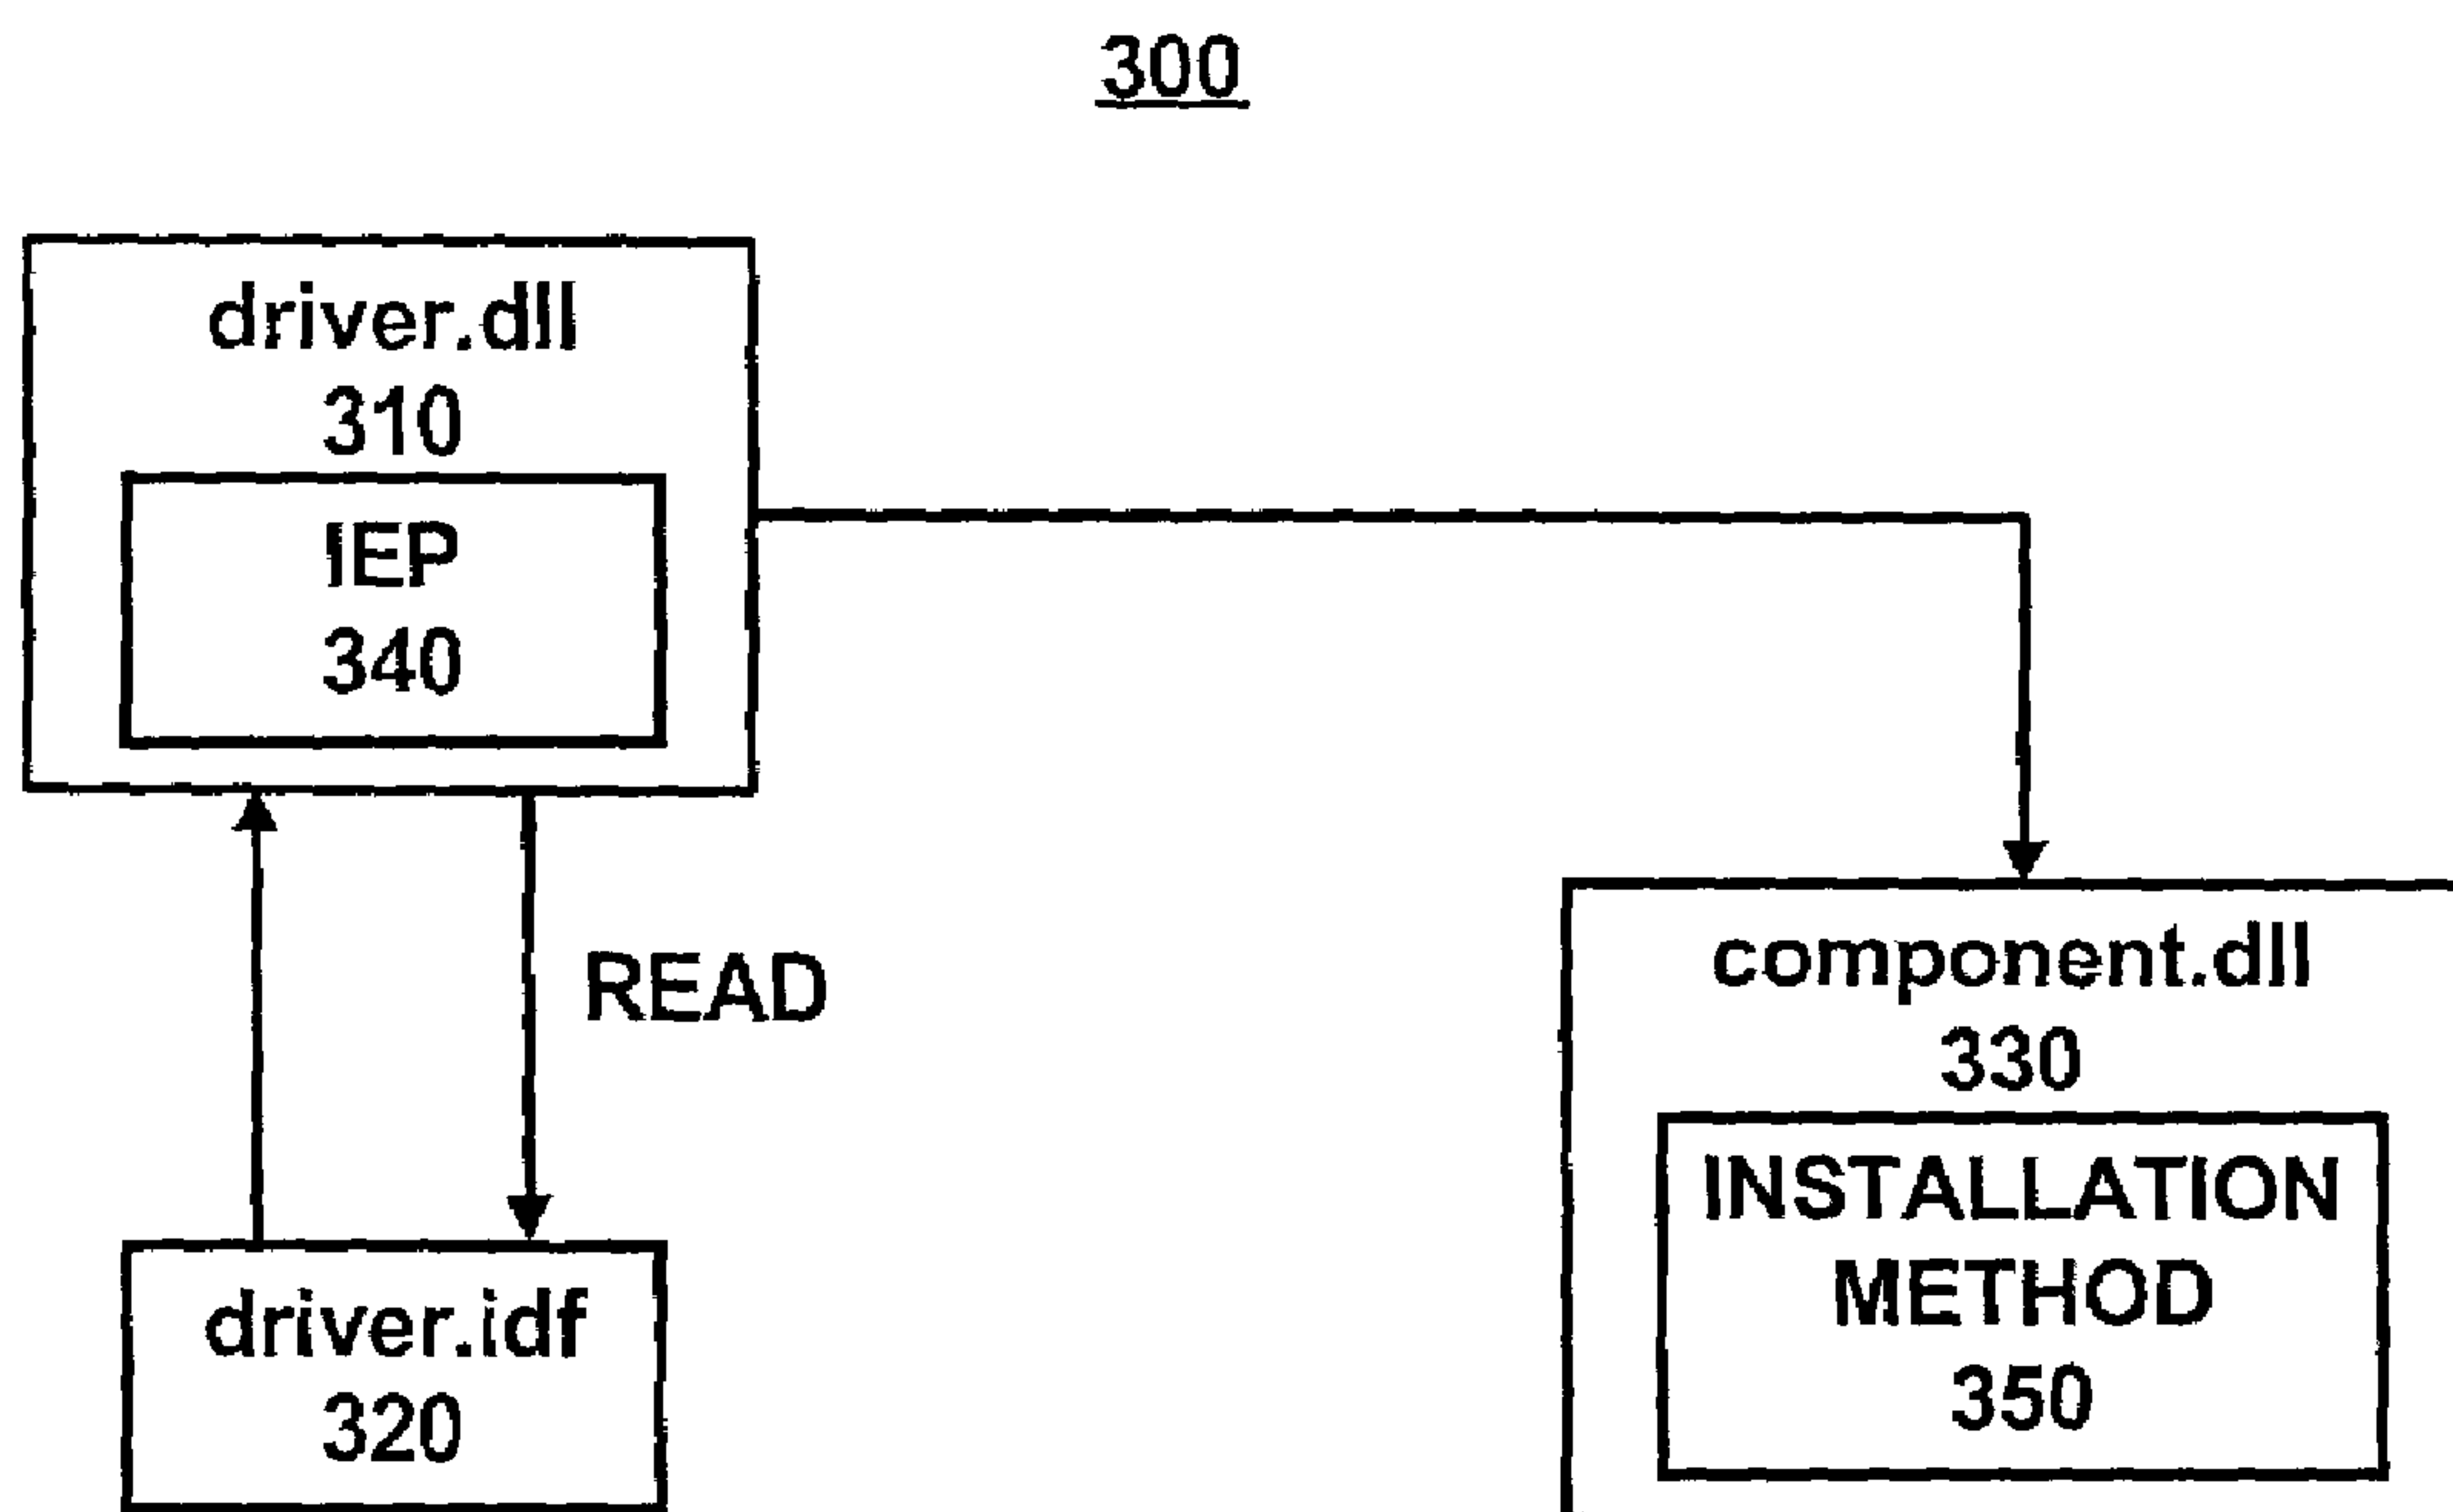 300
driver.dll
310
IEP
340
READ
driver.idf
320
component.dll
330
INSTALLATION
METHOD
350